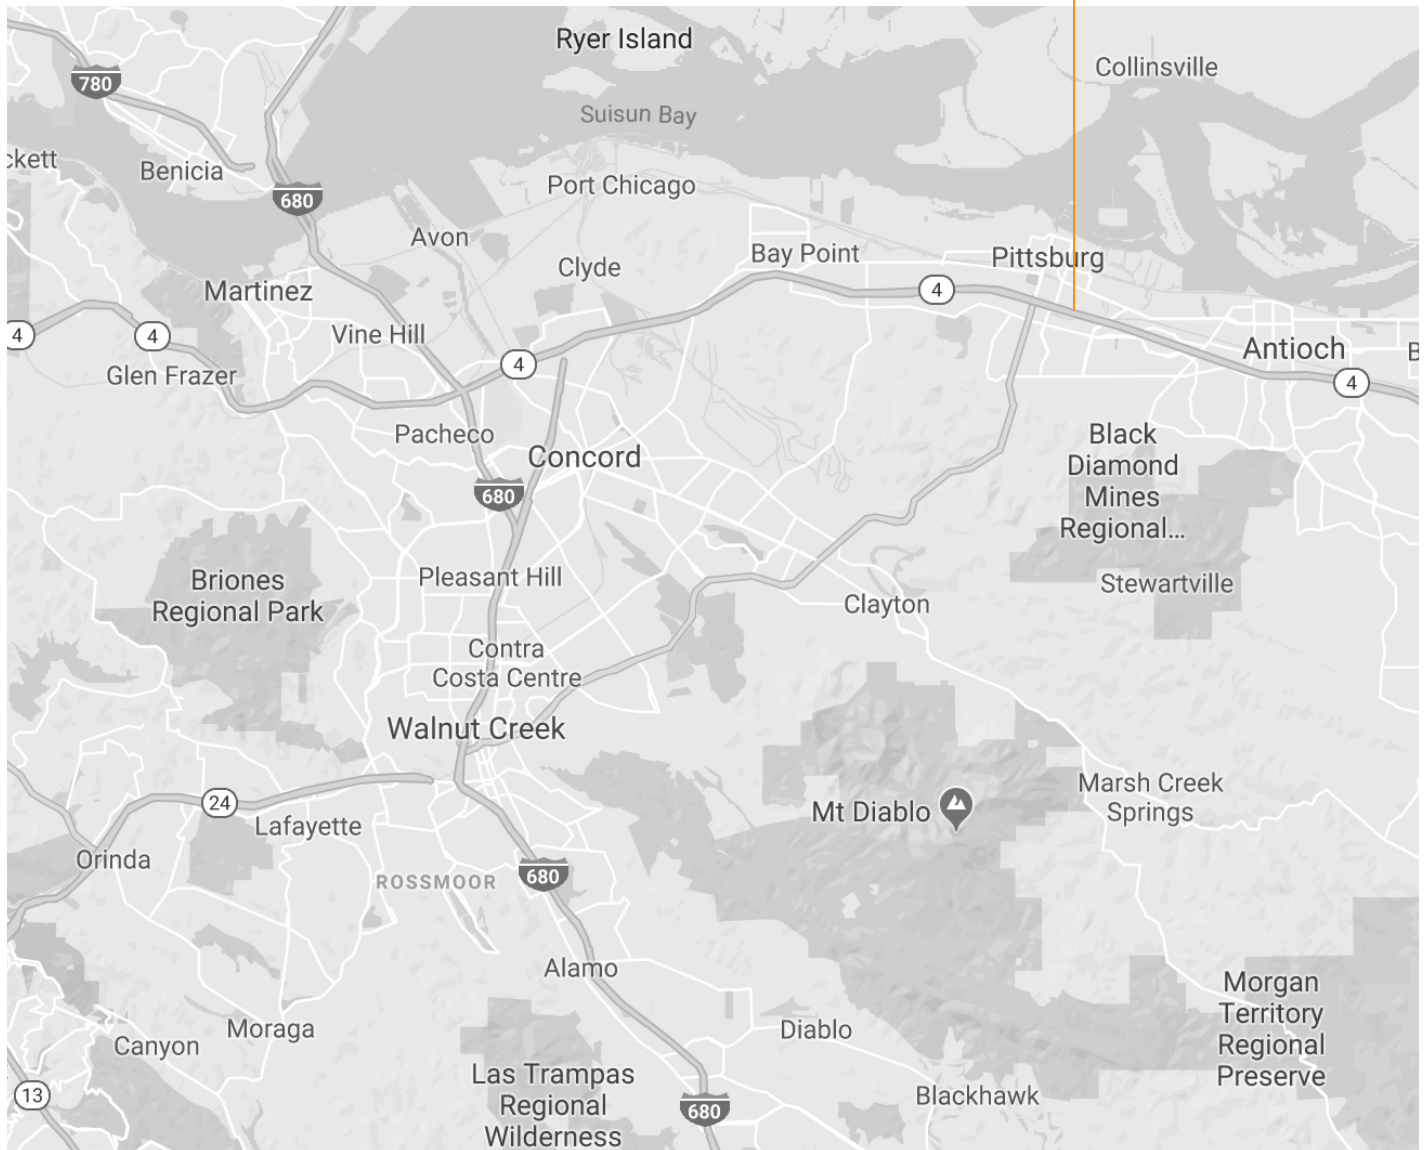 Ryer Island
Collinsville
780
Suisun Bay
ckett
Benicia
680
Port Chicago
Avon
Bay Point
Pittsburg
Clyde
Martinez
4
4
4
Vine Hill
4
Antioch
B
Glen Frazer
4
Pacheco
Black
Diamond
Mines
Regional...
Concord
680
Briones
Regional Park
Pleasant Hill
Stewartville
Clayton
Contra
Costa Centre
Walnut Creek
Marsh Creek
Springs
24
Mt Diablo
Lafayette
Orinda
ROSSMOOR
680
Alamo
Morgan
Territory
Regional
Preserve
Moraga
Diablo
Canyon
Las Trampas
Regional
Wilderness
13
Blackhawk
680